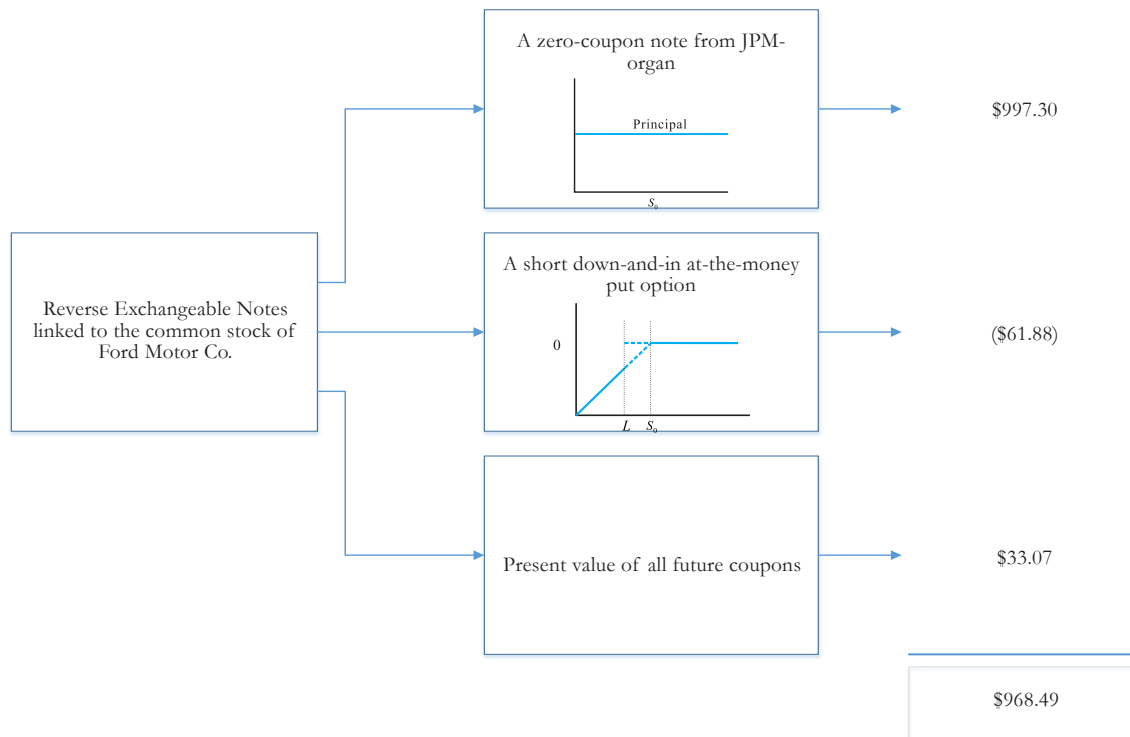 A zero-coupon note from JPM-
organ
Principal
S₀
$997.30
Reverse Exchangeable Notes
linked to the common stock of
Ford Motor Co.
A short down-and-in at-the-money
put option
0
L S₀
($61.88)
Present value of all future coupons
$33.07
$968.49